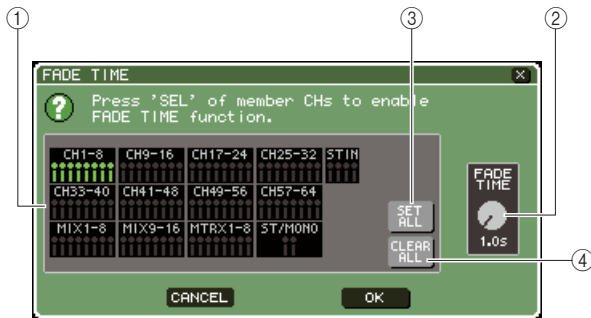 ① ③ ②
FADE TIME X
? Press 'SEL' of member CHs to enable
FADE TIME function.
CH1-8 CH9-16 CH17-24 CH25-32 STIN
CH33-40 CH41-48 CH49-56 CH57-64
MIX1-8 MIX9-16 MTRX1-8 ST/MONO
SET
ALL
CLEAR
ALL
FADE
TIME
1.0s
④
CANCEL OK